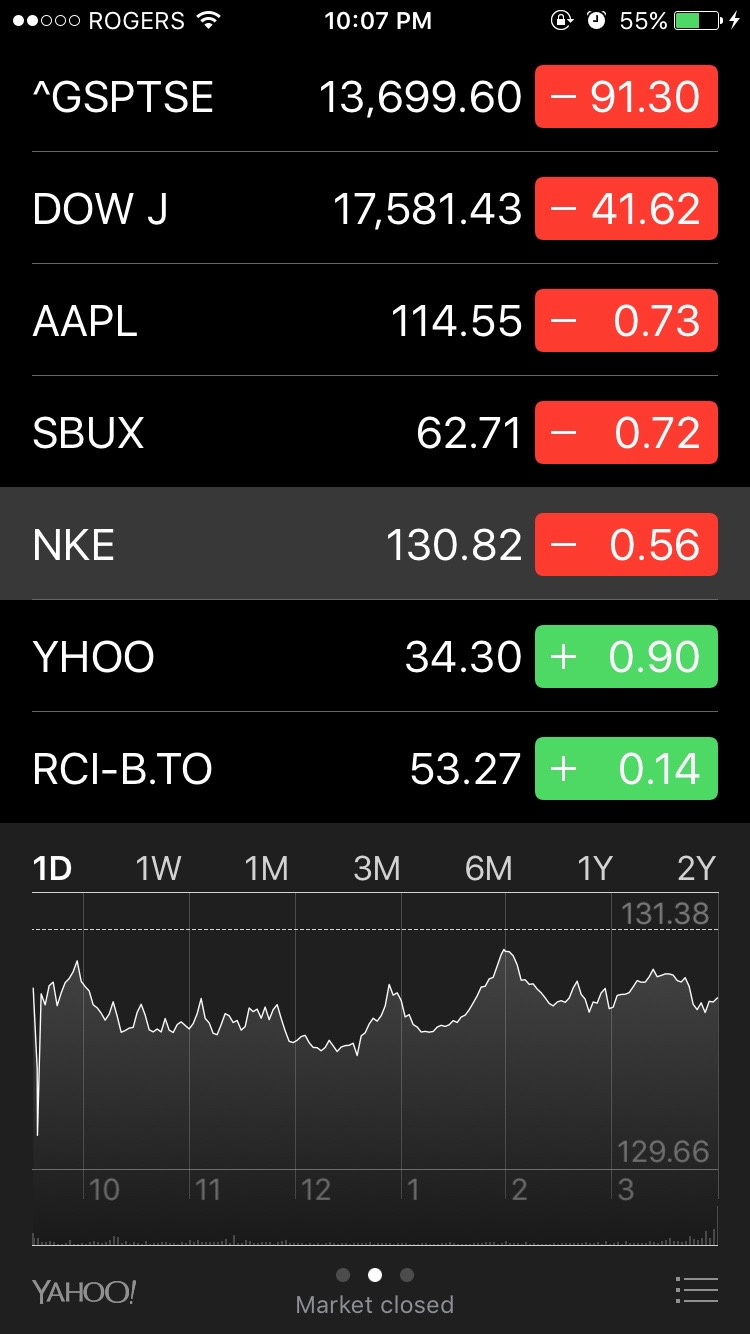 ROGERS 10:07 PM 55%
^GSPTSE 13,699.60 − 91.30
DOW J 17,581.43 − 41.62
AAPL 114.55 − 0.73
SBUX 62.71 − 0.72
NKE 130.82 − 0.56
YHOO 34.30 + 0.90
RCI-B.TO 53.27 + 0.14
1D 1W 1M 3M 6M 1Y 2Y
131.38
129.66
10 11 12 1 2 3
YAHOO!
Market closed